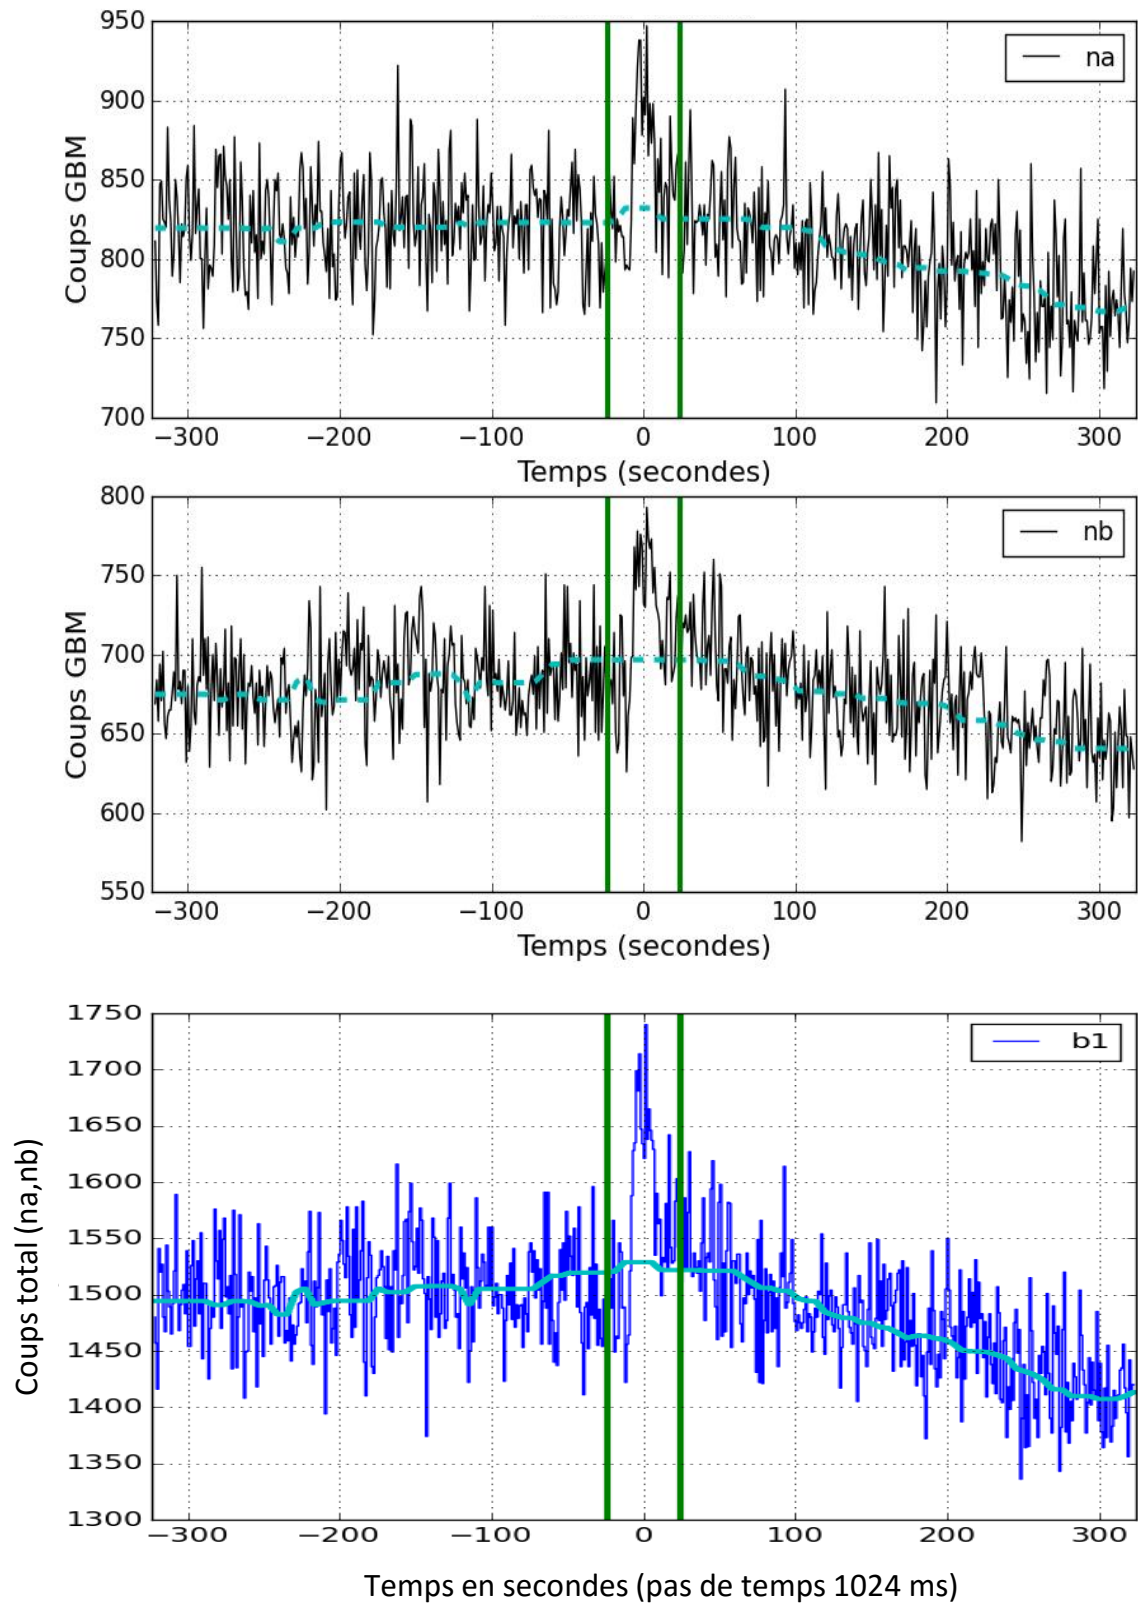 950
900
850
800
750
700
Coups GBM
na
−300 −200 −100 0 100 200 300
Temps (secondes)
800
750
700
650
600
550
Coups GBM
nb
−300 −200 −100 0 100 200 300
Temps (secondes)
1750
1700
1650
1600
1550
1500
1450
1400
1350
1300
Coups total (na,nb)
b1
−300 −200 −100 0 100 200 300
Temps en secondes (pas de temps 1024 ms)